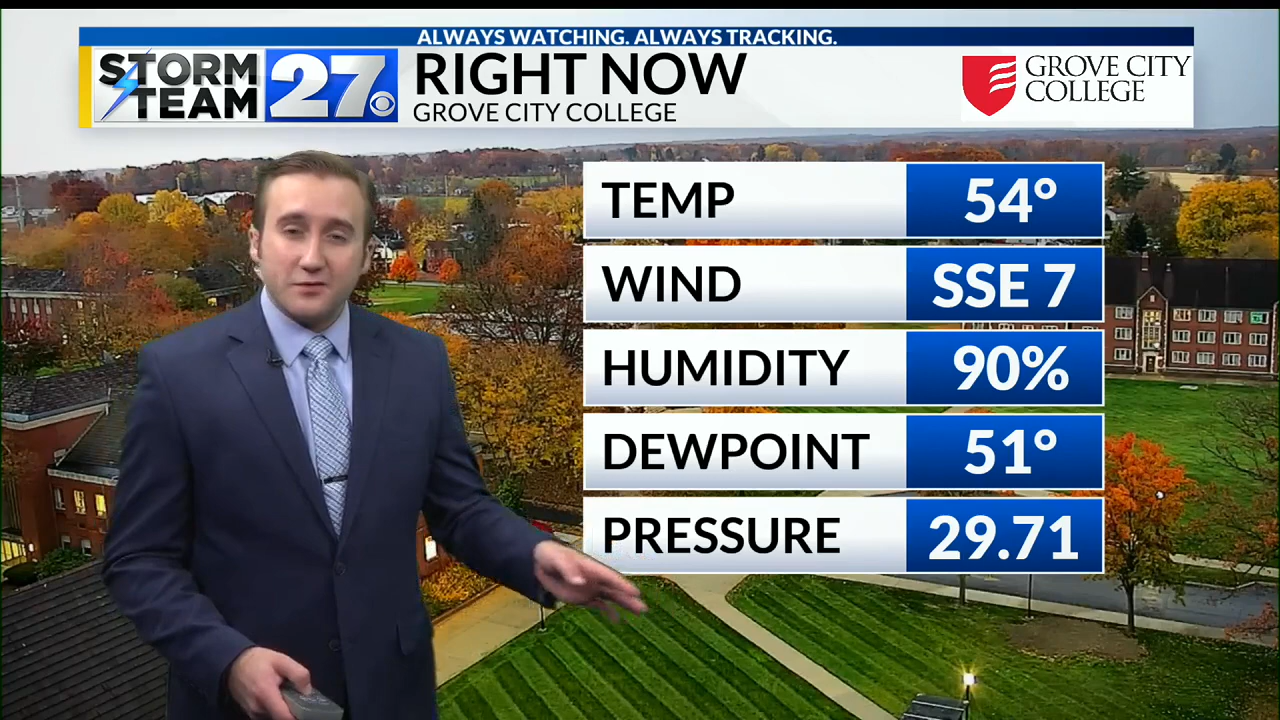 ALWAYS WATCHING. ALWAYS TRACKING.
STORM
TEAM
27
RIGHT NOW
GROVE CITY COLLEGE
GROVE CITY
COLLEGE
TEMP 54°
WIND SSE 7
HUMIDITY 90%
DEWPOINT 51°
PRESSURE 29.71